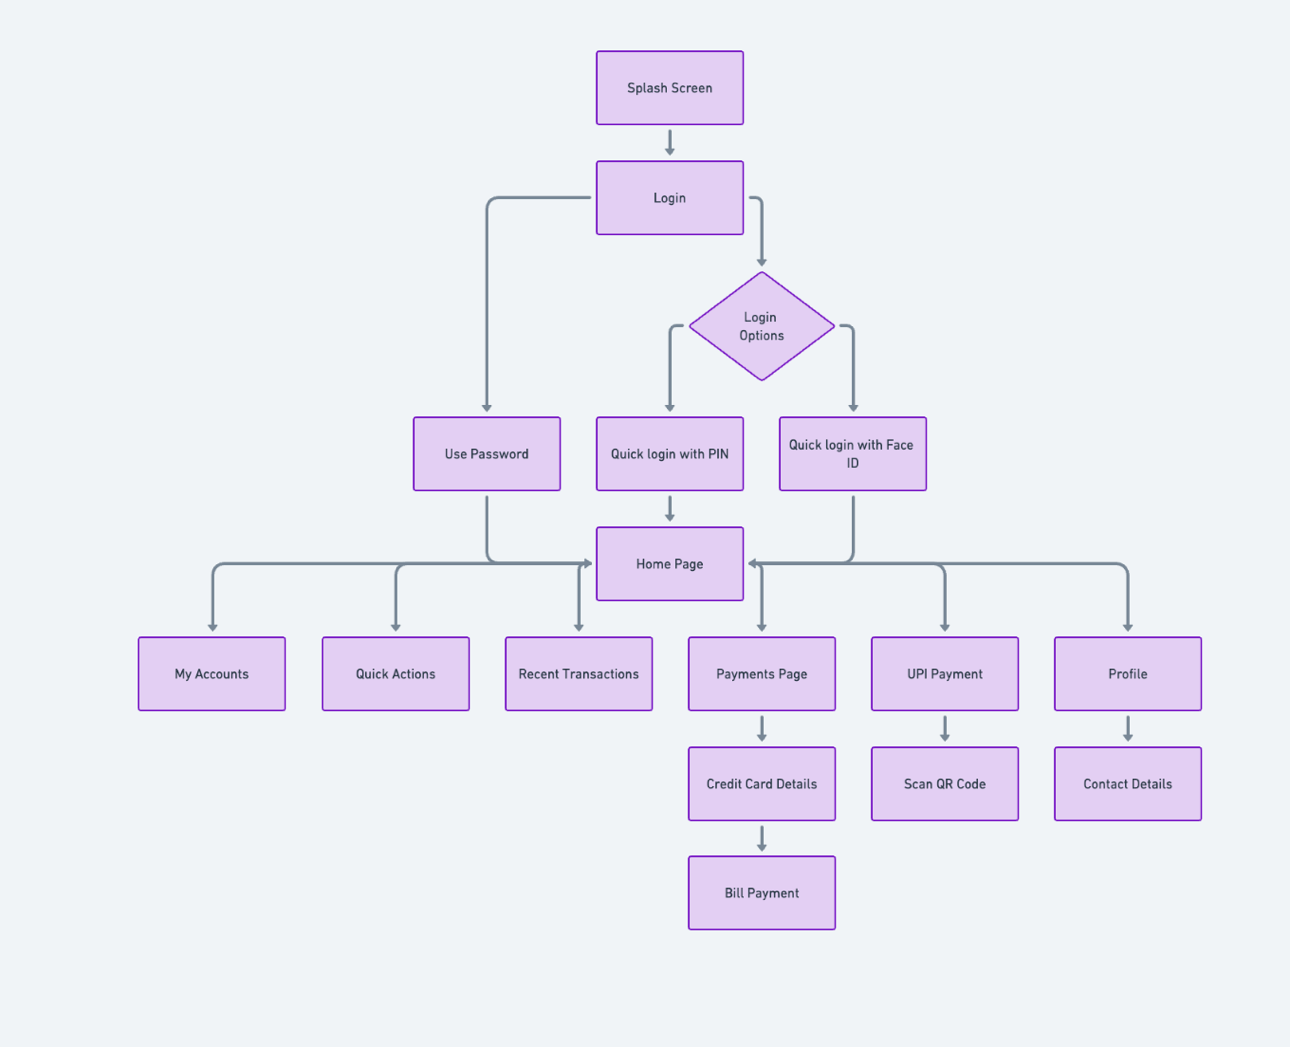 Splash Screen
Login
Login
Options
Use Password
Quick login with PIN
Quick login with Face
ID
Home Page
My Accounts
Quick Actions
Recent Transactions
Payments Page
UPI Payment
Profile
Credit Card Details
Scan QR Code
Contact Details
Bill Payment